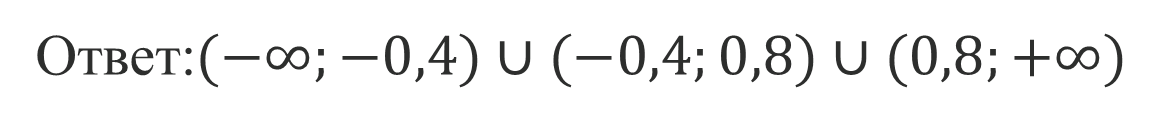 Ответ:(−∞; −0,4) ∪ (−0,4; 0,8) ∪ (0,8; +∞)